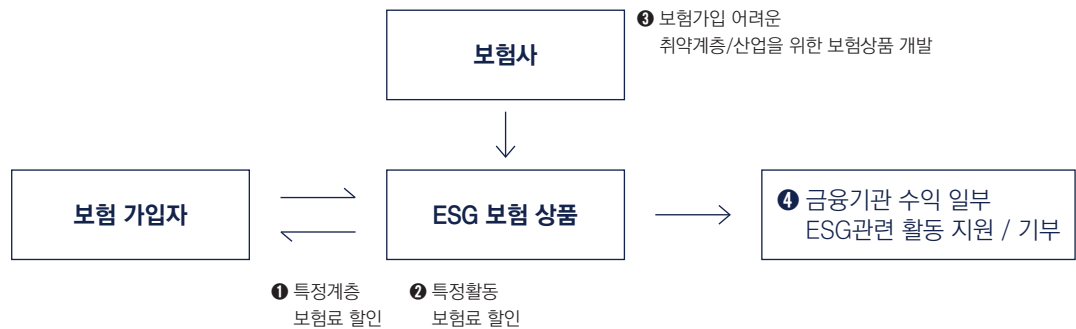 ❸ 보험가입 어려운
취약계층/산업을 위한 보험상품 개발
보험사
보험 가입자
ESG 보험 상품
❹ 금융기관 수익 일부
ESG관련 활동 지원 / 기부
❶ 특정계층
보험료 할인
❷ 특정활동
보험료 할인